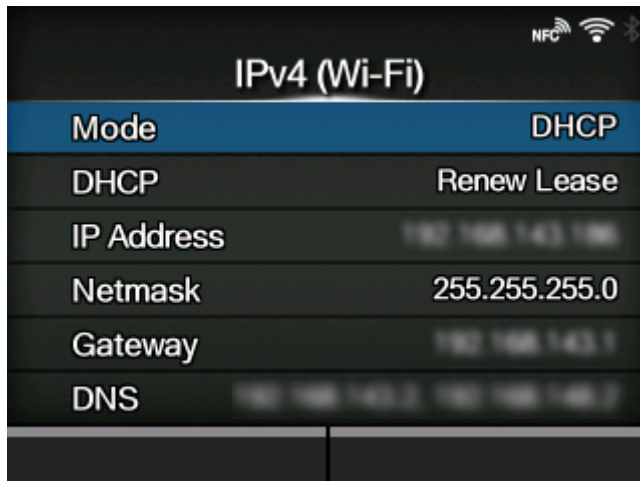 NFC
IPv4 (Wi-Fi)
Mode DHCP
DHCP Renew Lease
IP Address
Netmask 255.255.255.0
Gateway
DNS